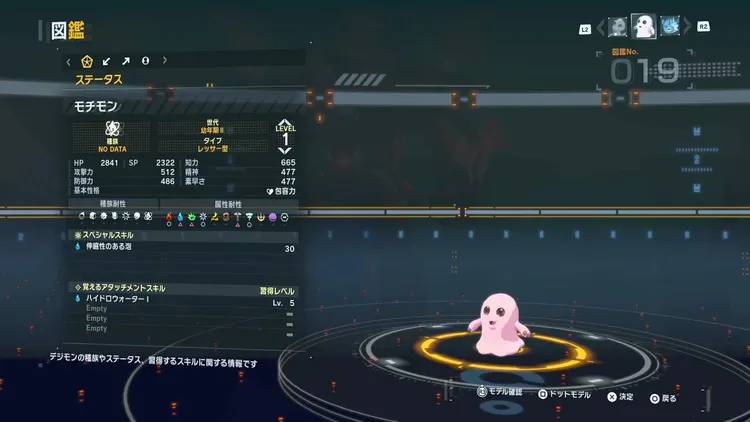 図鑑
L2
R2
図鑑No.
019
ステータス
モチモン
種族
NO DATA
世代
幼年期Ⅱ
タイプ
レッサー型
LEVEL
1
HP 2841 SP 2322 知力 665
攻撃力 512 精神 477
防御力 486 素早さ 477
基本性格 包容力
種族耐性 属性耐性
スペシャルスキル
伸縮性のある泡 30
覚えるアタッチメントスキル 習得レベル
ハイドロウォーターⅠ Lv. 5
Empty
Empty
Empty
デジモンの種族やステータス、習得するスキルに関する情報です
R3 モデル確認 ドットモデル 決定 戻る